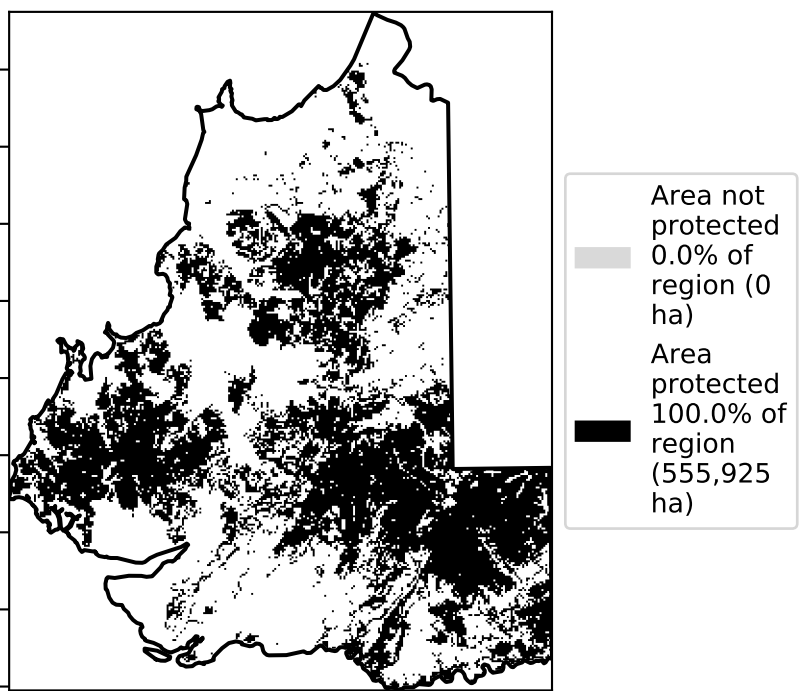 Area not
protected
0.0% of
region (0
ha)
Area
protected
100.0% of
region
(555,925
ha)